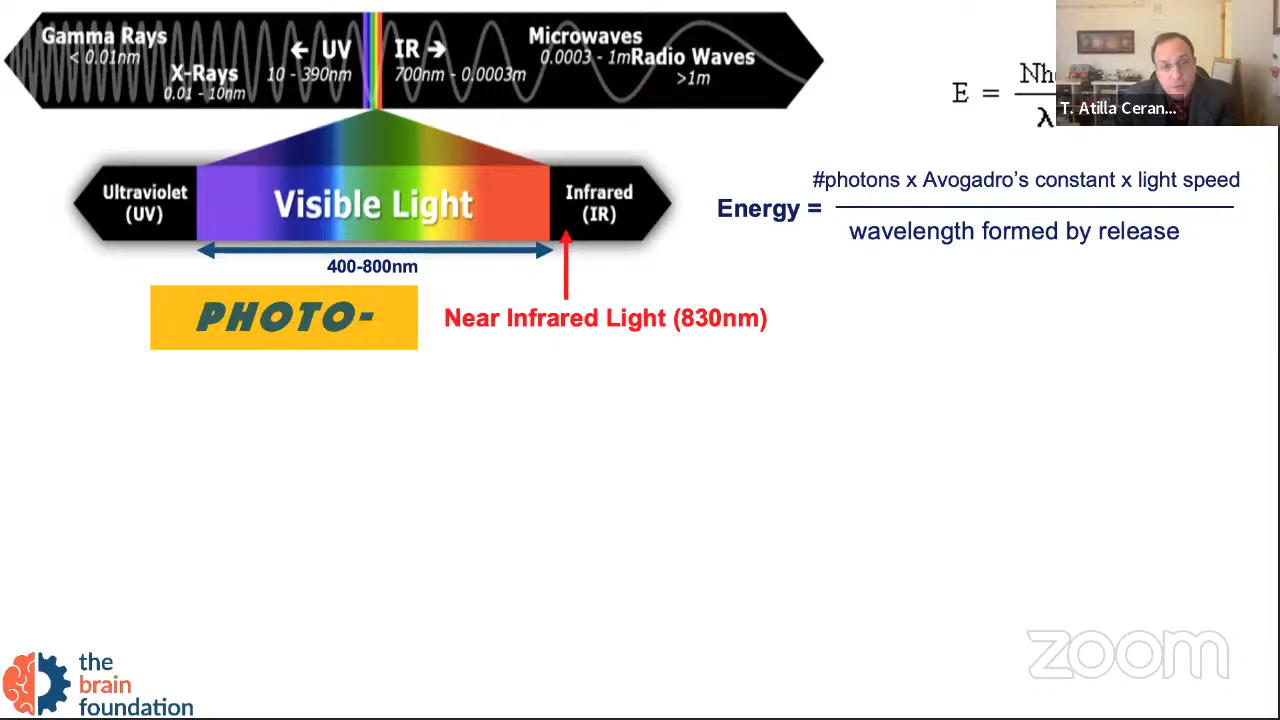 Gamma Rays
< 0.01nm
X-Rays
0.01 - 10nm
← UV
10 - 390nm
IR →
700nm - 0.0003m
Microwaves
0.0003 - 1m
Radio Waves
>1m
E =
λ
T. Atilla Ceran...
Ultraviolet
(UV)
Visible Light
Infrared
(IR)
400-800nm
#photons x Avogadro's constant x light speed
Energy =
wavelength formed by release
PHOTO-
Near Infrared Light (830nm)
the
brain
foundation
zoom